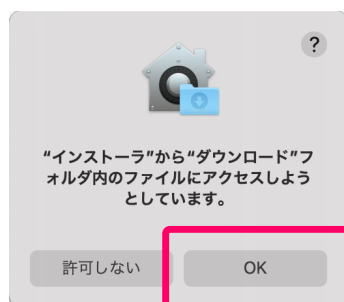 ?
“インストーラ”から“ダウンロード”フ
ォルダ内のファイルにアクセスしよう
としています。
許可しない
OK